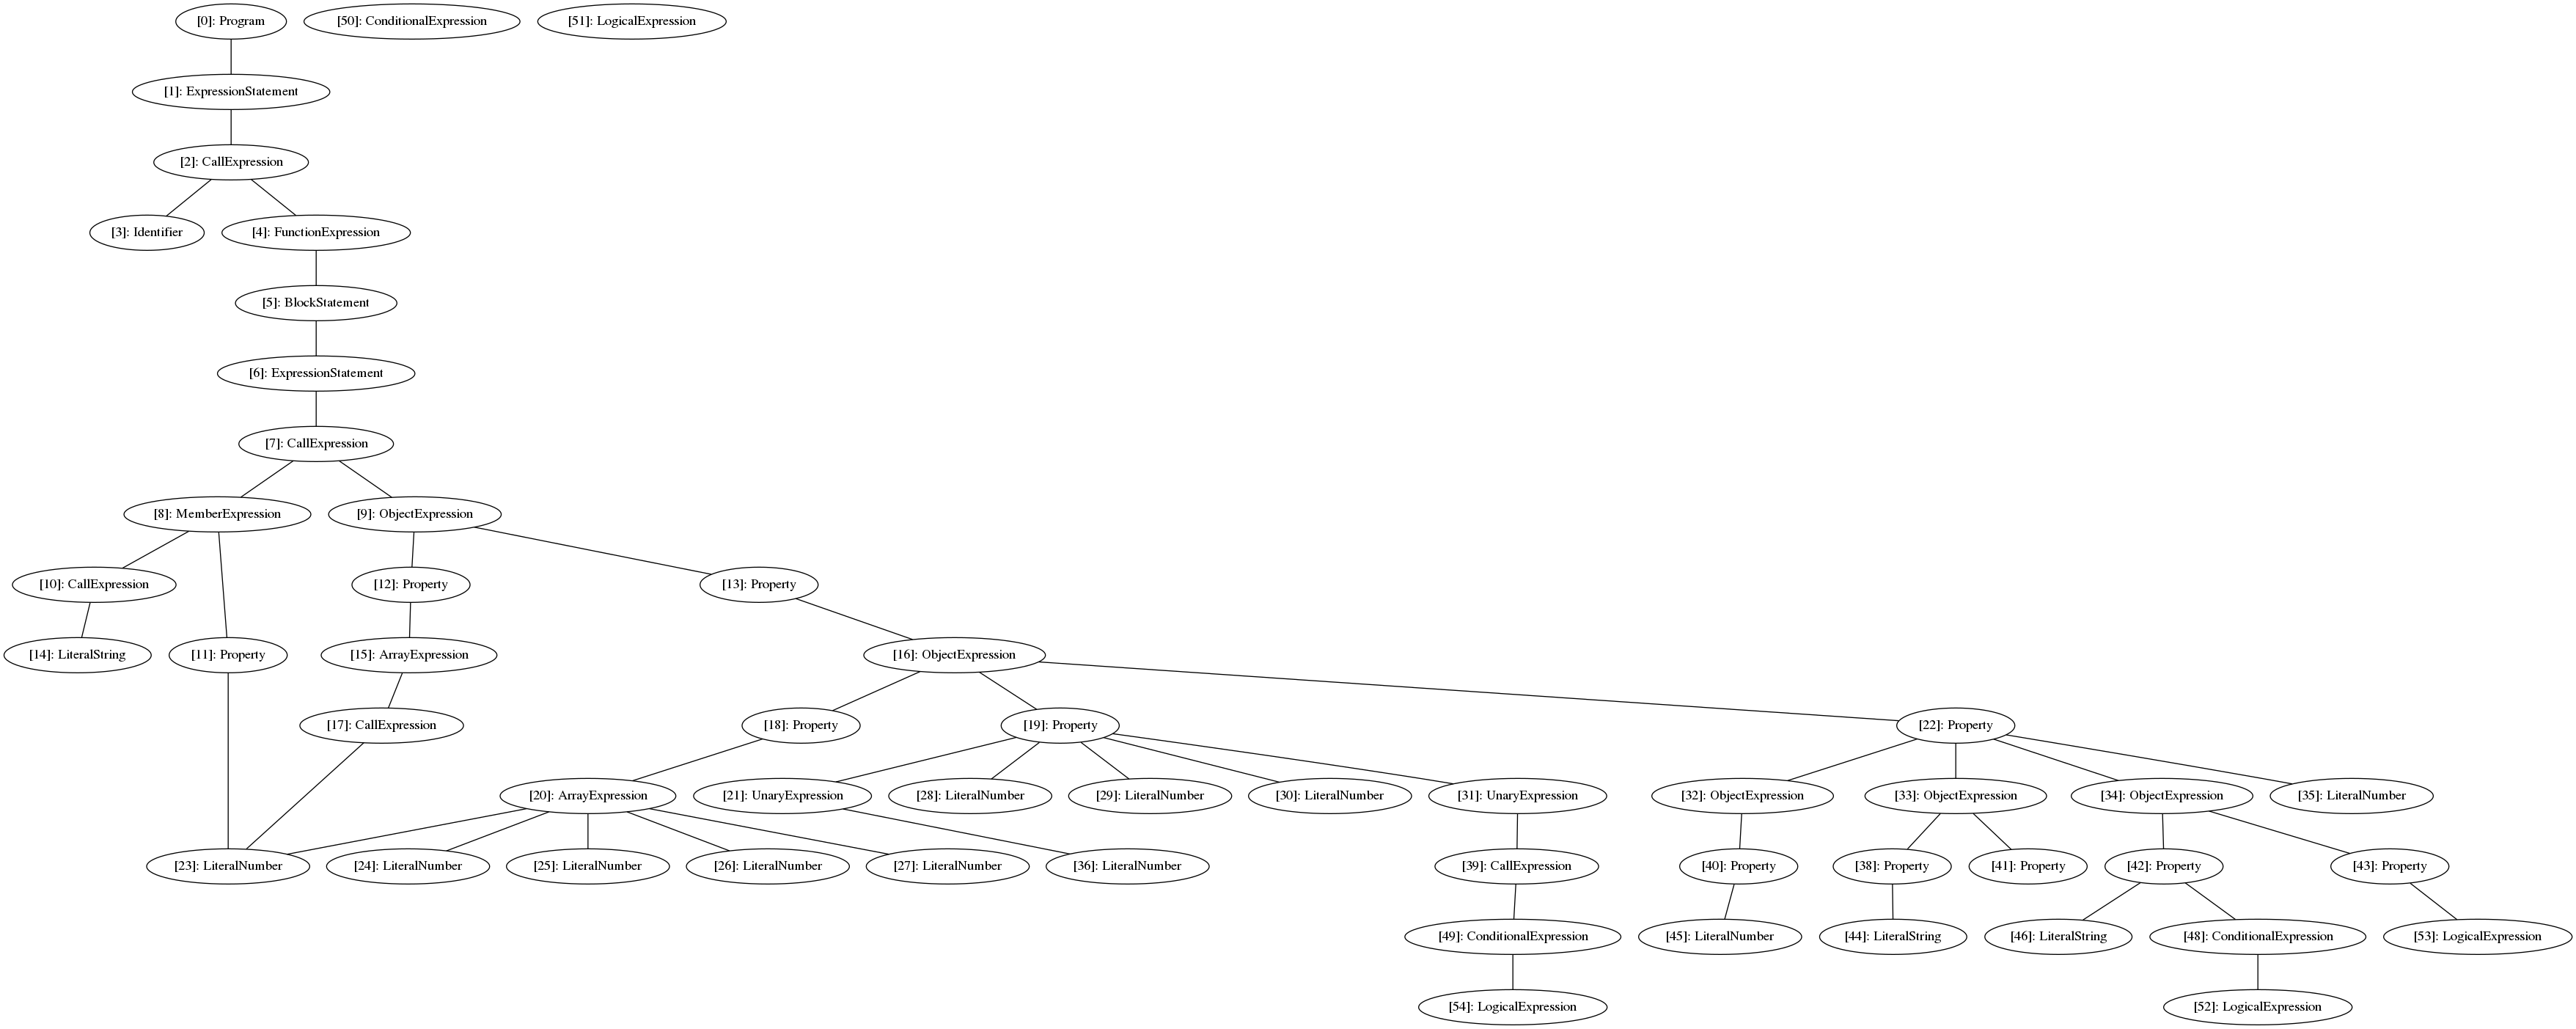 [0]: Program
[50]: ConditionalExpression
[51]: LogicalExpression
[1]: ExpressionStatement
[2]: CallExpression
[3]: Identifier
[4]: FunctionExpression
[5]: BlockStatement
[6]: ExpressionStatement
[7]: CallExpression
[8]: MemberExpression
[9]: ObjectExpression
[10]: CallExpression
[12]: Property
[13]: Property
[14]: LiteralString
[11]: Property
[15]: ArrayExpression
[16]: ObjectExpression
[17]: CallExpression
[18]: Property
[19]: Property
[22]: Property
[20]: ArrayExpression
[21]: UnaryExpression
[28]: LiteralNumber
[29]: LiteralNumber
[30]: LiteralNumber
[31]: UnaryExpression
[32]: ObjectExpression
[33]: ObjectExpression
[34]: ObjectExpression
[35]: LiteralNumber
[23]: LiteralNumber
[24]: LiteralNumber
[25]: LiteralNumber
[26]: LiteralNumber
[27]: LiteralNumber
[36]: LiteralNumber
[39]: CallExpression
[40]: Property
[38]: Property
[41]: Property
[42]: Property
[43]: Property
[49]: ConditionalExpression
[45]: LiteralNumber
[44]: LiteralString
[46]: LiteralString
[48]: ConditionalExpression
[53]: LogicalExpression
[54]: LogicalExpression
[52]: LogicalExpression